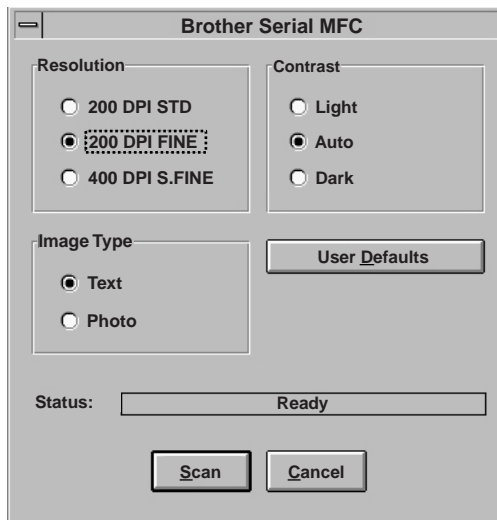 Brother Serial MFC
Resolution
200 DPI STD
200 DPI FINE
400 DPI S.FINE
Contrast
Light
Auto
Dark
Image Type
Text
Photo
User Defaults
Status: Ready
Scan Cancel